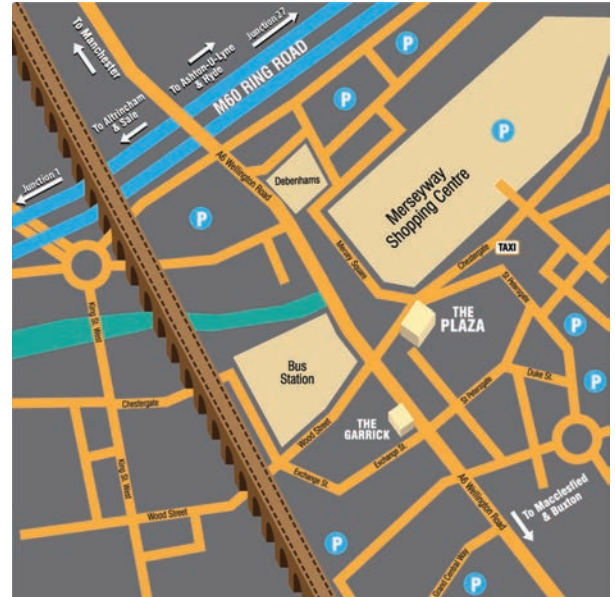 To Manchester
Junction 27
To Ashton-U-Lyne
& Hyde
M60 RING ROAD
To Altrincham
& Sale
Junction 1
P
P
P
P
P
A6 Wellington Road
Debenhams
Merseyway
Shopping Centre
Mersey Square
Chestergate
TAXI
St Petersgate
THE
PLAZA
King St. West
Bus
Station
P
P
Duke St.
St Petersgate
THE
GARRICK
Chestergate
Wood Street
Exchange St.
Exchange St.
King St. West
Wood Street
A6 Wellington Road
To Macclestied
& Buxton
P
P
Grand Central Way